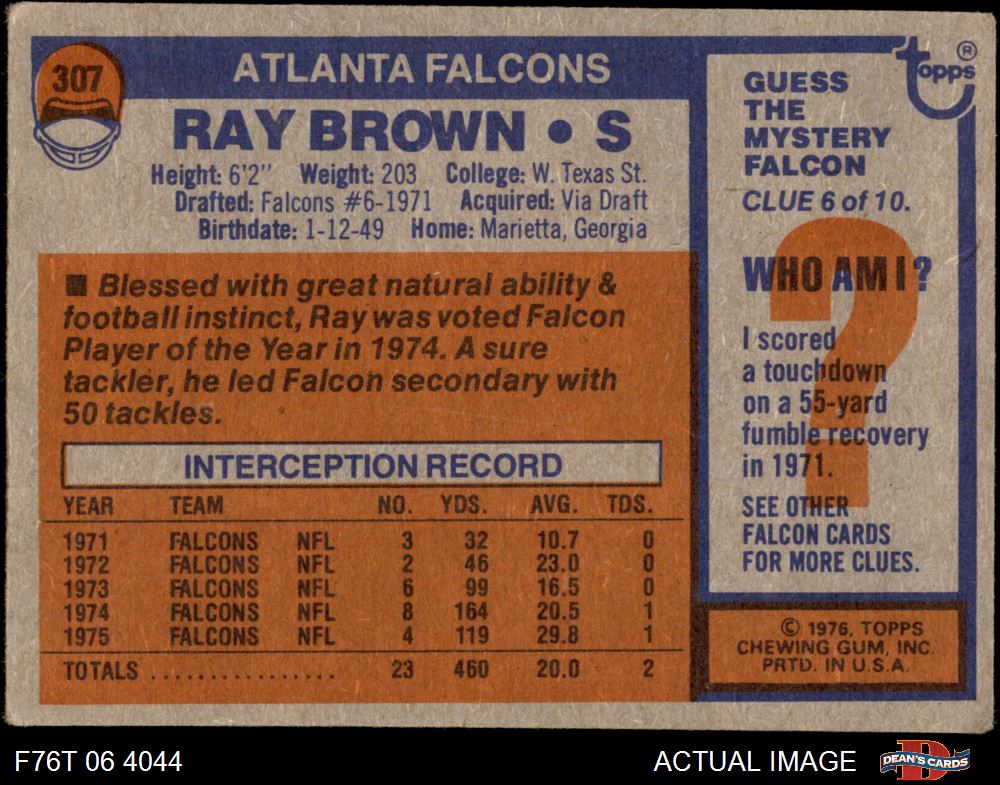 307
ATLANTA FALCONS
RAY BROWN • S
Height: 6'2" Weight: 203 College: W. Texas St.
Drafted: Falcons #6-1971 Acquired: Via Draft
Birthdate: 1-12-49 Home: Marietta, Georgia
■ Blessed with great natural ability &
football instinct, Ray was voted Falcon
Player of the Year in 1974. A sure
tackler, he led Falcon secondary with
50 tackles.
INTERCEPTION RECORD
YEAR TEAM NO. YDS. AVG. TDS.
1971 FALCONS NFL 3 32 10.7 0
1972 FALCONS NFL 2 46 23.0 0
1973 FALCONS NFL 6 99 16.5 0
1974 FALCONS NFL 8 164 20.5 1
1975 FALCONS NFL 4 119 29.8 1
TOTALS ................ 23 460 20.0 2
topps ®
GUESS
THE
MYSTERY
FALCON
CLUE 6 of 10.
WHO AM I ?
I scored
a touchdown
on a 55-yard
fumble recovery
in 1971.
SEE OTHER
FALCON CARDS
FOR MORE CLUES.
© 1976, TOPPS
CHEWING GUM, INC.
PRTD. IN U.S.A.
F76T 06 4044
ACTUAL IMAGE
D
DEAN'S CARDS